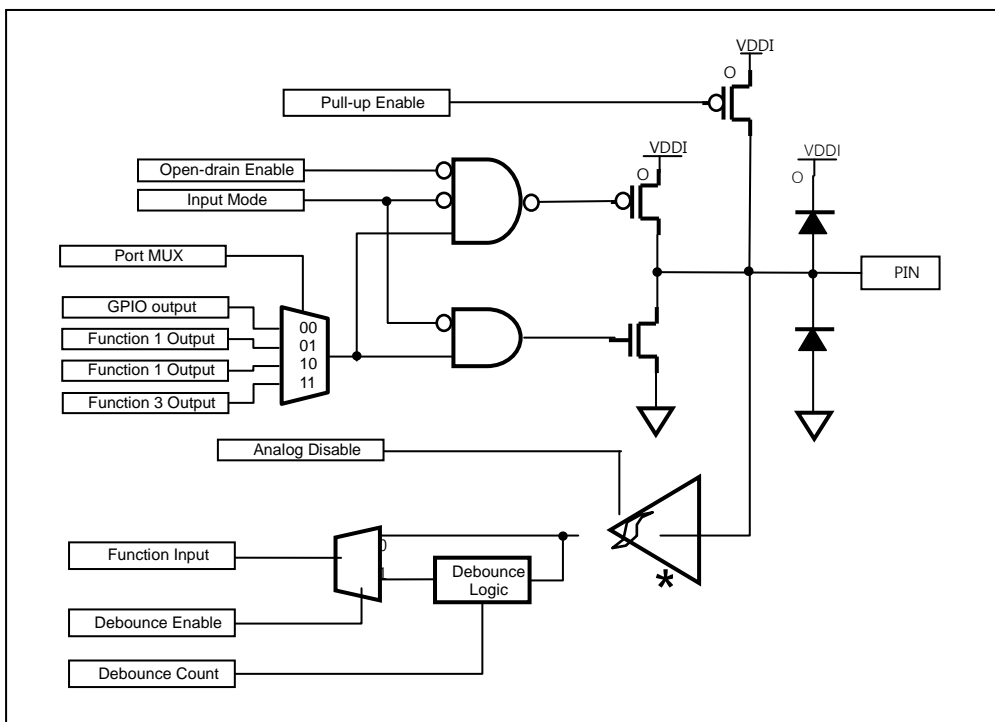 VDDI
O
Pull-up Enable
VDDI
O
VDDI
O
Open-drain Enable
Input Mode
Port MUX
PIN
GPIO output
Function 1 Output
Function 1 Output
Function 3 Output
00
01
10
11
Analog Disable
*
Function Input
0
1
Debounce
Logic
Debounce Enable
Debounce Count